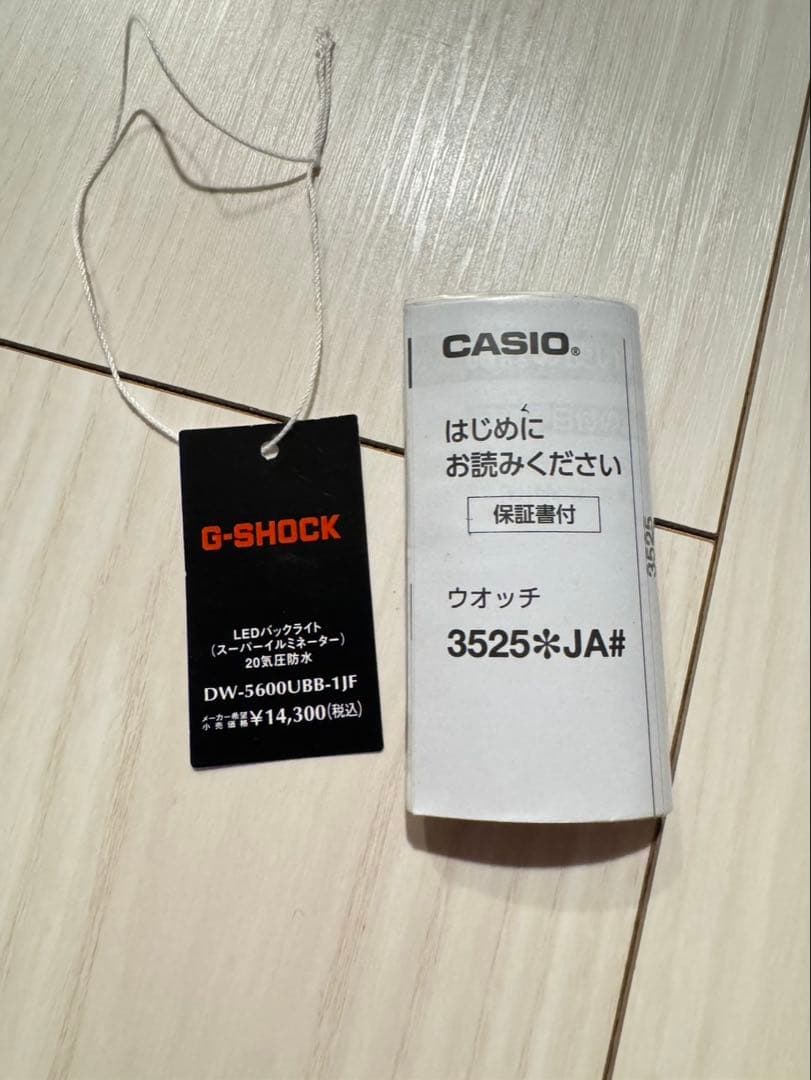 G-SHOCK
LEDバックライト
(スーパーイルミネーター)
20気圧防水
DW-5600UBB-1JF
メーカー希望
小売価格 ¥14,300(税込)
CASIO®
はじめに
お読みください
保証書付
ウオッチ
3525✻JA#
3525